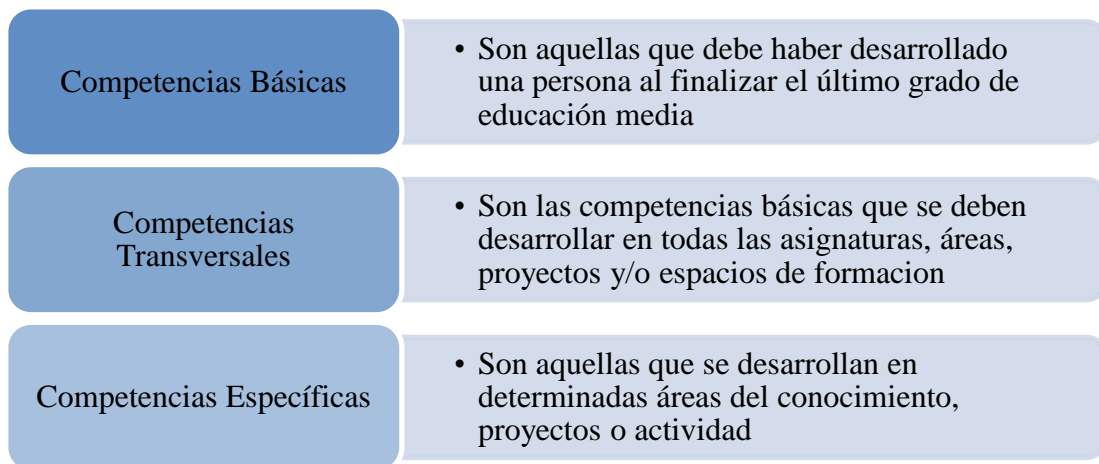 Competencias Básicas
• Son aquellas que debe haber desarrollado
una persona al finalizar el último grado de
educación media
Competencias
Transversales
• Son las competencias básicas que se deben
desarrollar en todas las asignaturas, áreas,
proyectos y/o espacios de formacion
Competencias Específicas
• Son aquellas que se desarrollan en
determinadas áreas del conocimiento,
proyectos o actividad